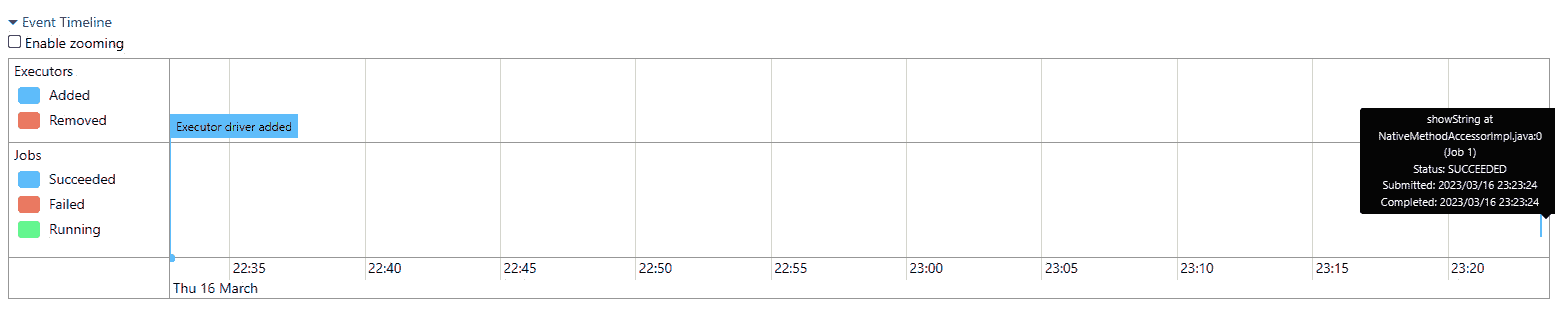 Event Timeline
Enable zooming
Executors
Added
Removed
Executor driver added
Jobs
Succeeded
Failed
Running
showString at
NativeMethodAccessorImpl.java:0
(Job 1)
Status: SUCCEEDED
Submitted: 2023/03/16 23:23:24
Completed: 2023/03/16 23:23:24
22:35 22:40 22:45 22:50 22:55 23:00 23:05 23:10 23:15 23:20
Thu 16 March